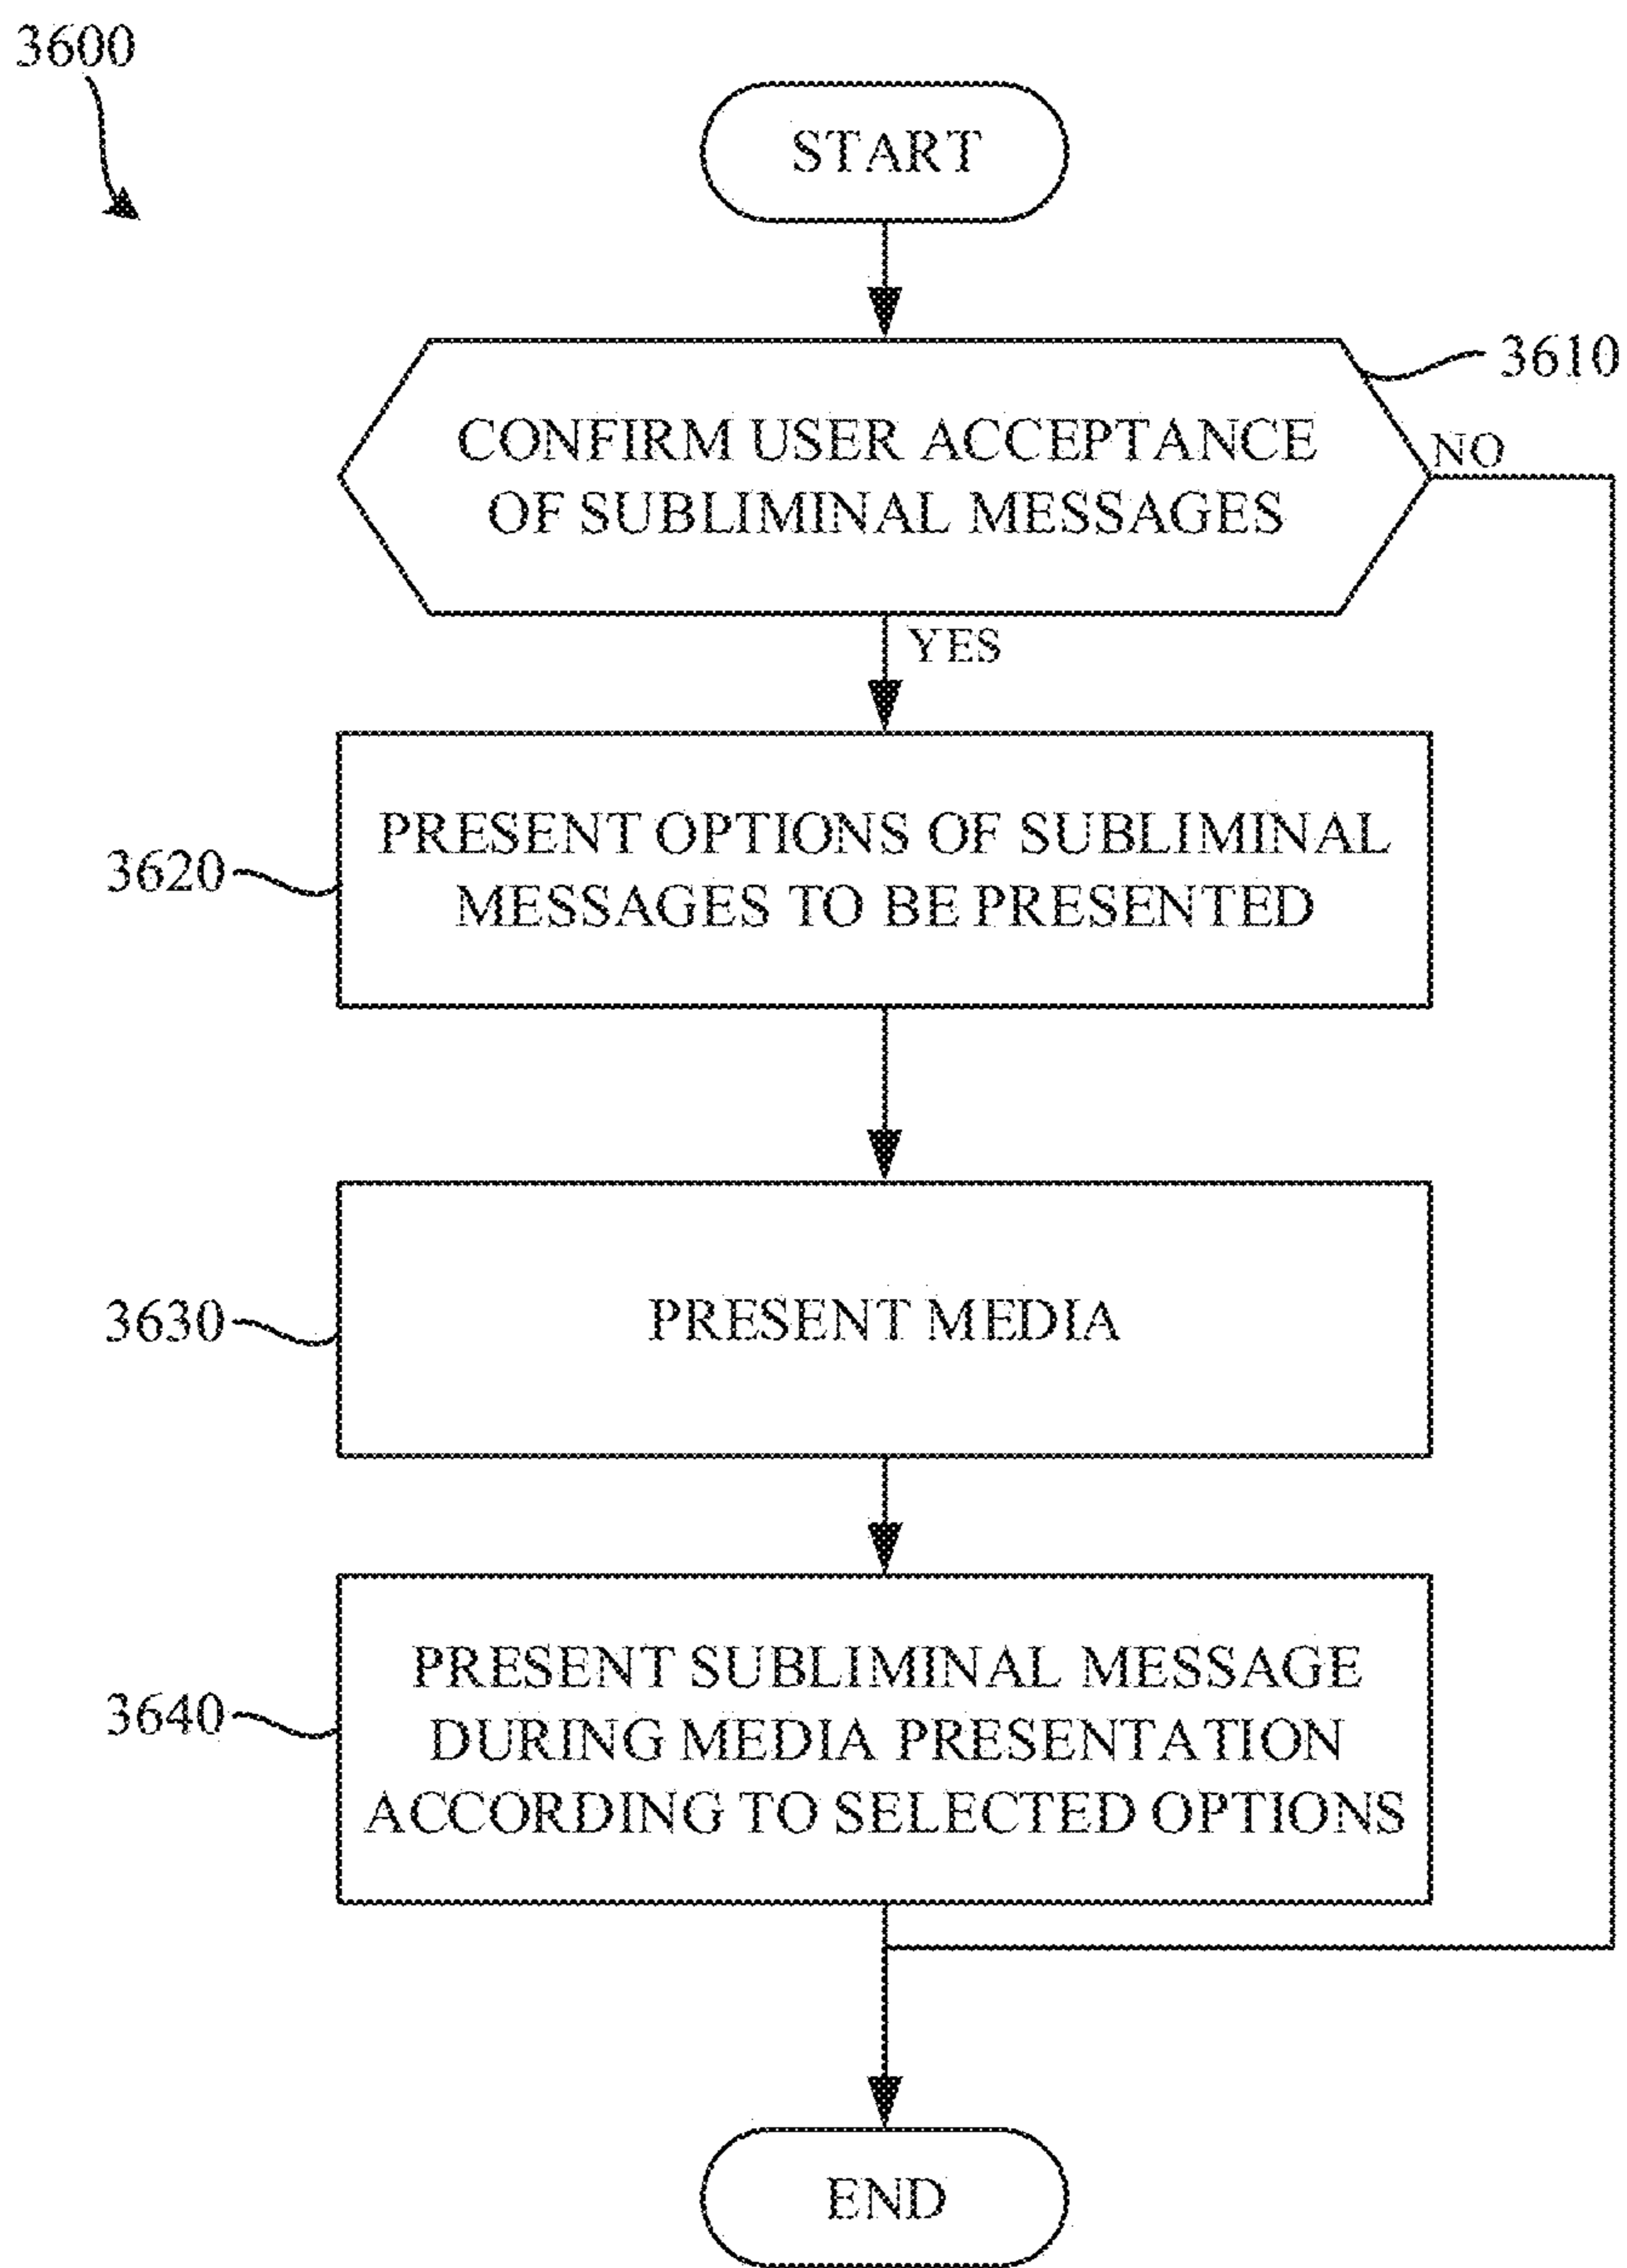 3600
START
3610
CONFIRM USER ACCEPTANCE
OF SUBLIMINAL MESSAGES
NO
YES
3620
PRESENT OPTIONS OF SUBLIMINAL
MESSAGES TO BE PRESENTED
3630
PRESENT MEDIA
3640
PRESENT SUBLIMINAL MESSAGE
DURING MEDIA PRESENTATION
ACCORDING TO SELECTED OPTIONS
END